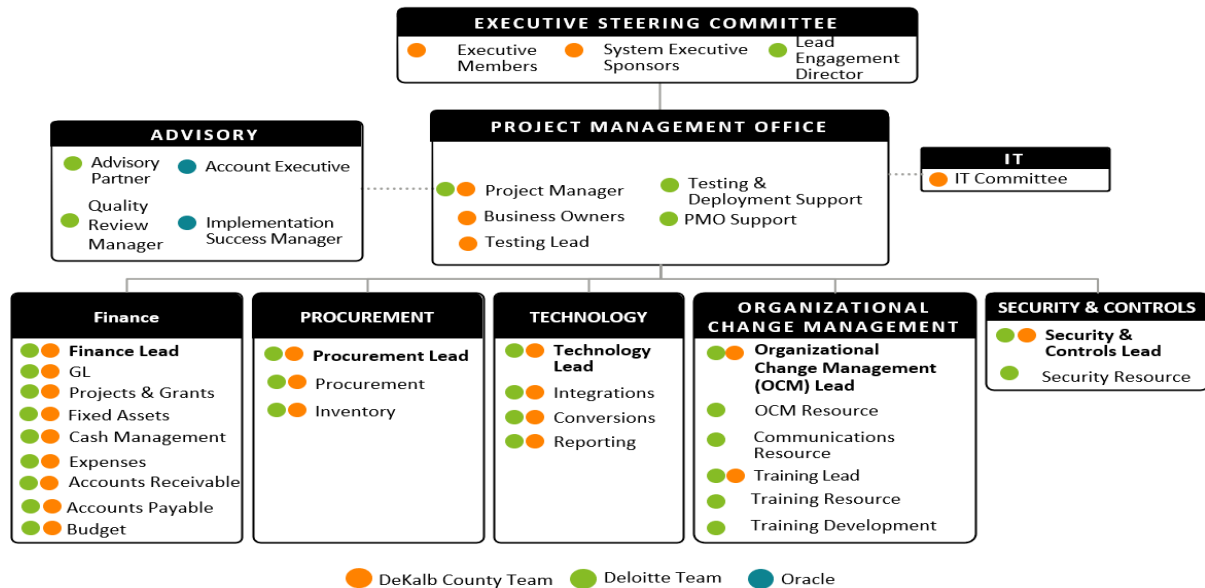 EXECUTIVE STEERING COMMITTEE
Executive
Members
System Executive
Sponsors
Lead
Engagement
Director
ADVISORY
Advisory
Partner
Account Executive
Quality
Review
Manager
Implementation
Success Manager
PROJECT MANAGEMENT OFFICE
Project Manager
Business Owners
Testing Lead
Testing &
Deployment Support
PMO Support
IT
IT Committee
Finance
Finance Lead
GL
Projects & Grants
Fixed Assets
Cash Management
Expenses
Accounts Receivable
Accounts Payable
Budget
PROCUREMENT
Procurement Lead
Procurement
Inventory
TECHNOLOGY
Technology
Lead
Integrations
Conversions
Reporting
ORGANIZATIONAL
CHANGE MANAGEMENT
Organizational
Change Management
(OCM) Lead
OCM Resource
Communications
Resource
Training Lead
Training Resource
Training Development
SECURITY & CONTROLS
Security &
Controls Lead
Security Resource
DeKalb County Team
Deloitte Team
Oracle